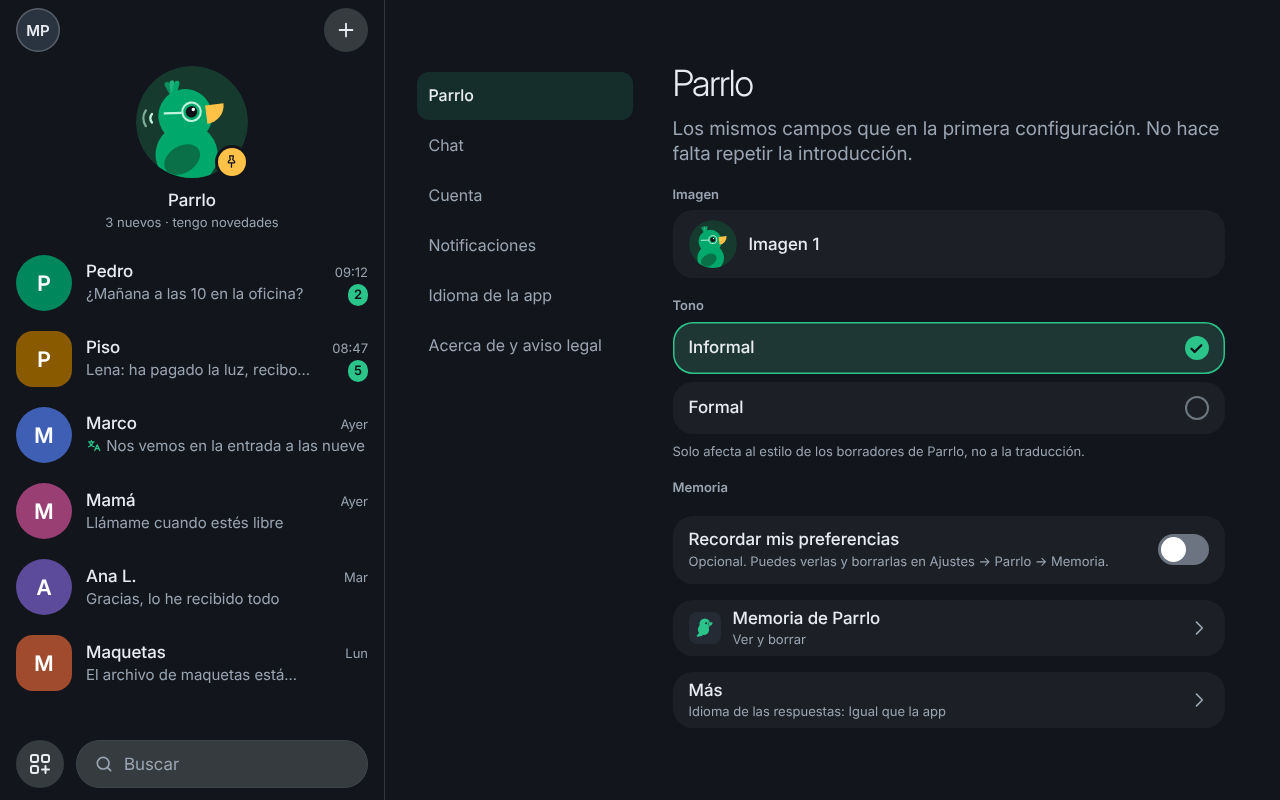 MP
Parrlo
3 nuevos · tengo novedades
P
Pedro
09:12
¿Mañana a las 10 en la oficina?
2
P
Piso
08:47
Lena: ha pagado la luz, recibo...
5
M
Marco
Ayer
Nos vemos en la entrada a las nueve
M
Mamá
Ayer
Llámame cuando estés libre
A
Ana L.
Mar
Gracias, lo he recibido todo
M
Maquetas
Lun
El archivo de maquetas está...
Buscar
Parrlo
Chat
Cuenta
Notificaciones
Idioma de la app
Acerca de y aviso legal
Parrlo
Los mismos campos que en la primera configuración. No hace
falta repetir la introducción.
Imagen
Imagen 1
Tono
Informal
Formal
Solo afecta al estilo de los borradores de Parrlo, no a la traducción.
Memoria
Recordar mis preferencias
Opcional. Puedes verlas y borrarlas en Ajustes → Parrlo → Memoria.
Memoria de Parrlo
Ver y borrar
Más
Idioma de las respuestas: Igual que la app